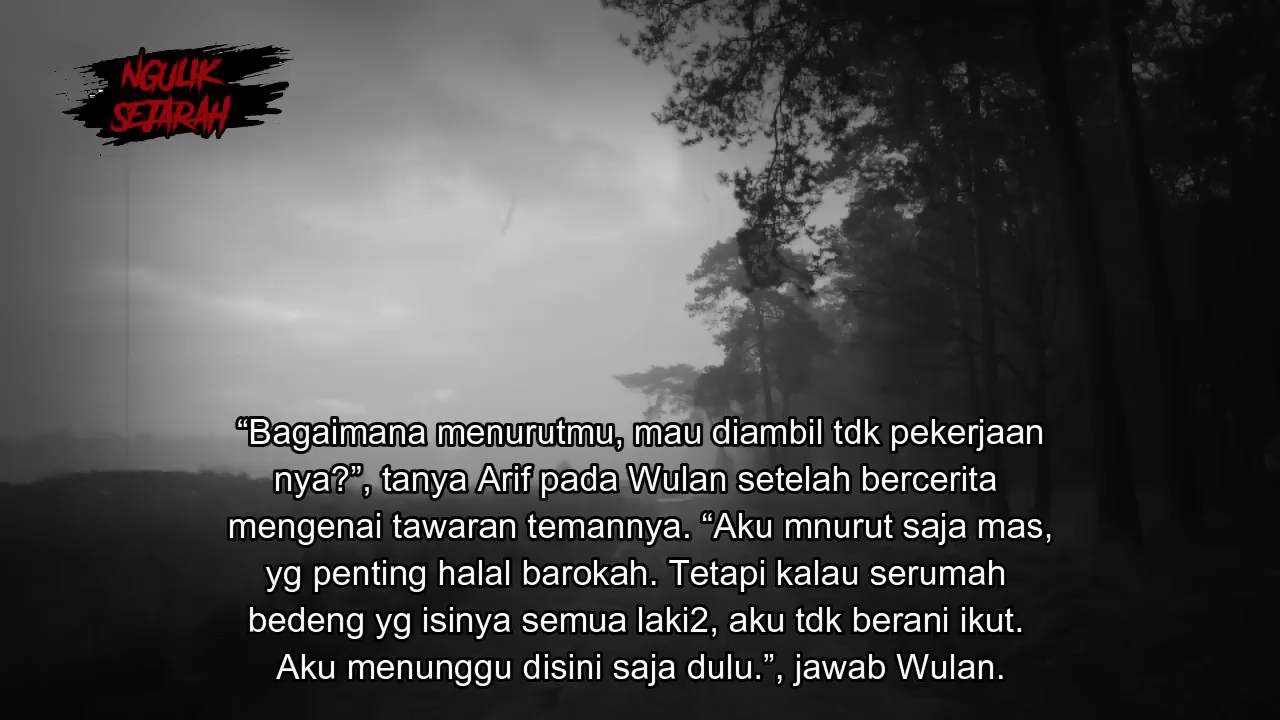 NGULIK
SEJARAH
“Bagaimana menurutmu, mau diambil tdk pekerjaan
nya?”, tanya Arif pada Wulan setelah bercerita
mengenai tawaran temannya. “Aku mnurut saja mas,
yg penting halal barokah. Tetapi kalau serumah
bedeng yg isinya semua laki2, aku tdk berani ikut.
Aku menunggu disini saja dulu.”, jawab Wulan.